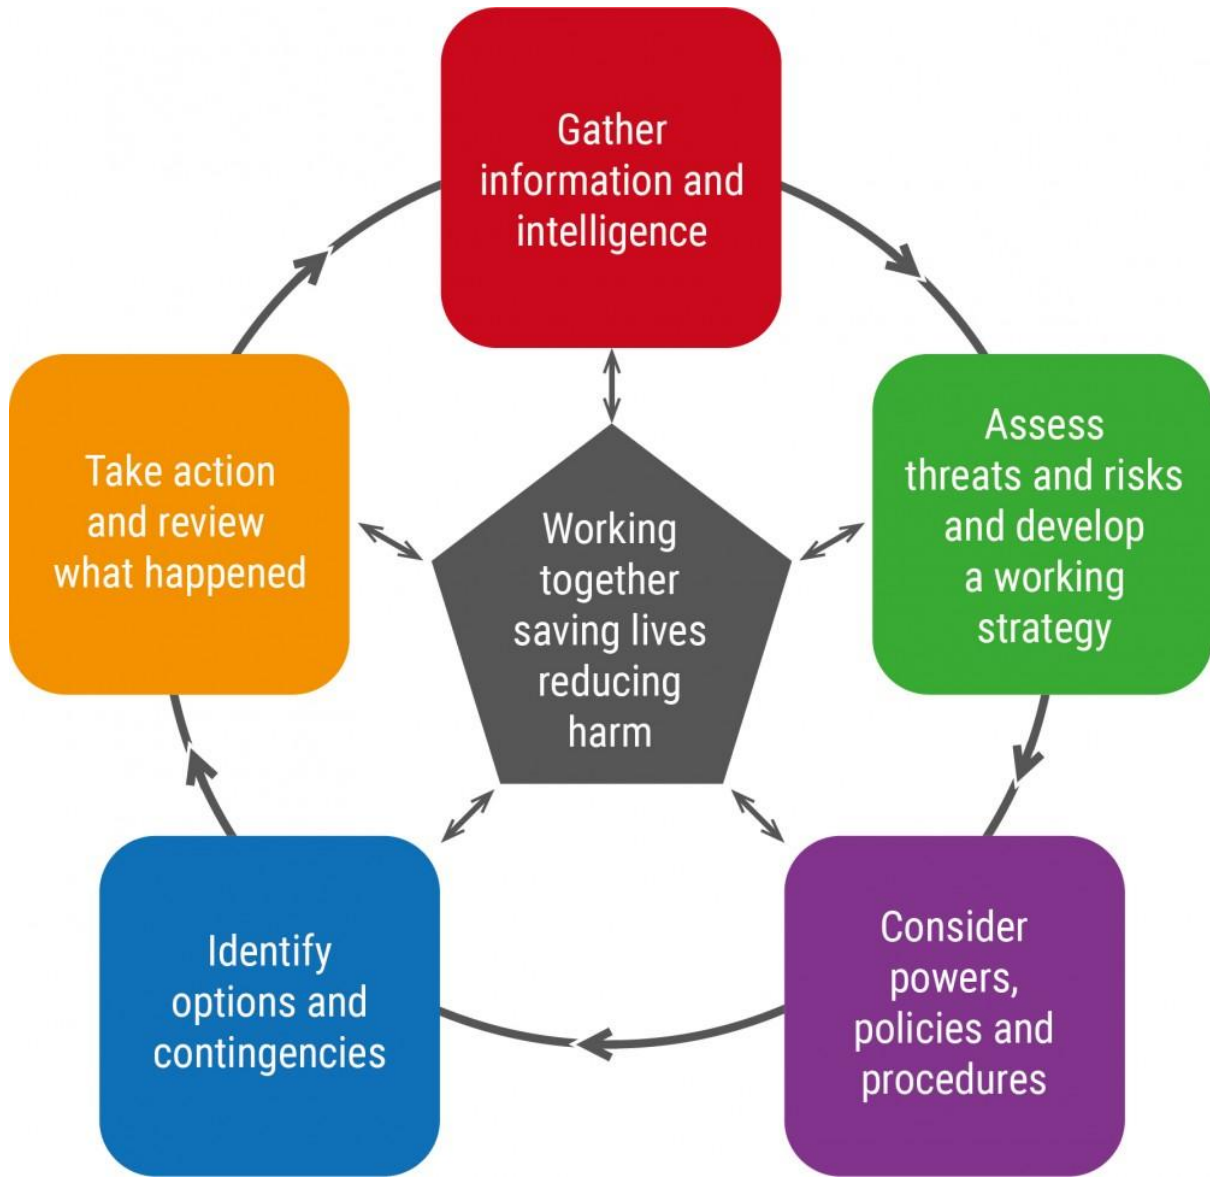 Gather
information and
intelligence
Assess
threats and risks
and develop
a working
strategy
Consider
powers,
policies and
procedures
Identify
options and
contingencies
Take action
and review
what happened
Working
together
saving lives
reducing
harm